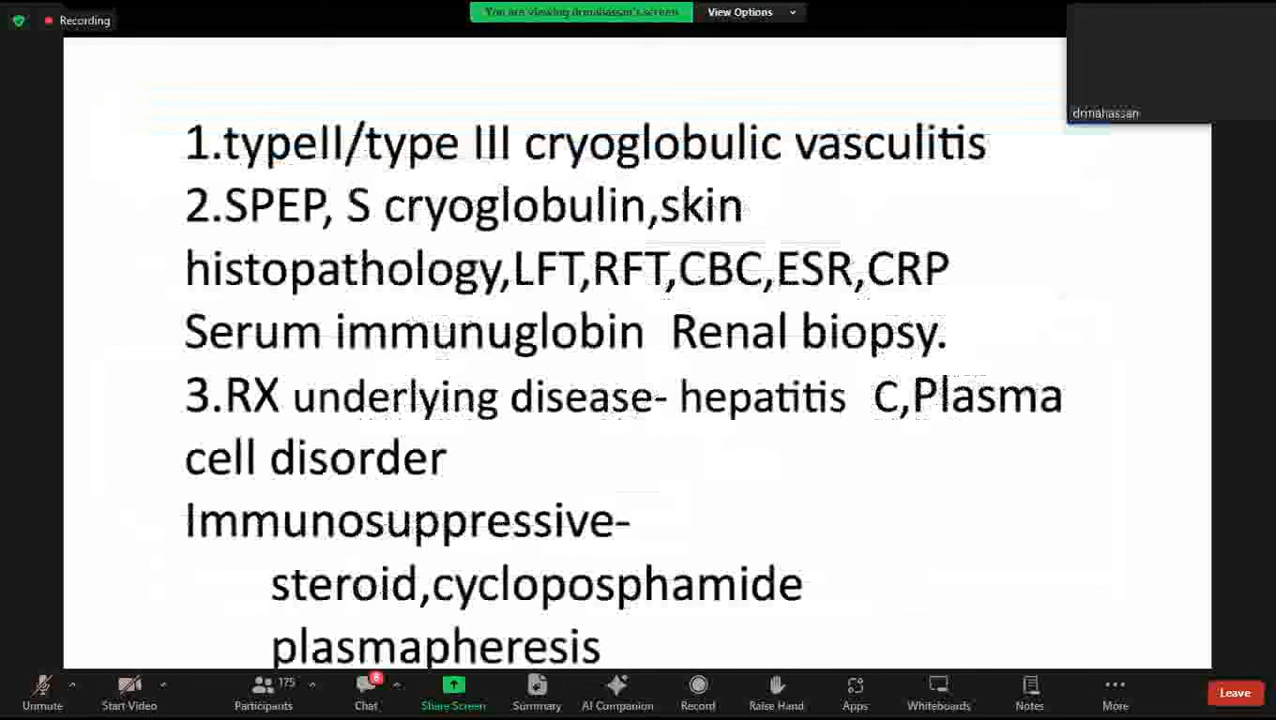 Recording
You are viewing drmahassan's screen
View Options
drmahassan
1.typeII/type III cryoglobulic vasculitis
2.SPEP, S cryoglobulin,skin
histopathology,LFT,RFT,CBC,ESR,CRP
Serum immunuglobin  Renal biopsy.
3.RX underlying disease- hepatitis  C,Plasma
cell disorder
Immunosuppressive-
steroid,cycloposphamide
plasmapheresis
175
8
Unmute
Start Video
Participants
Chat
Share Screen
Summary
AI Companion
Record
Raise Hand
Apps
Whiteboards
Notes
More
Leave